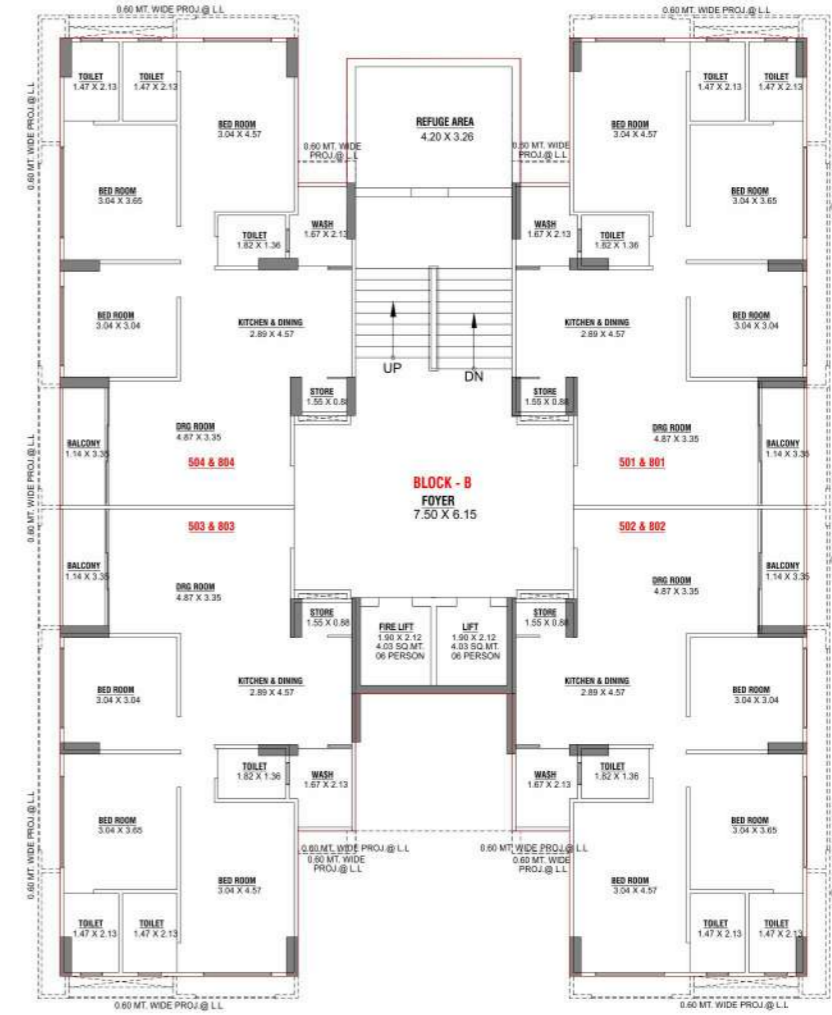 0.60 MT. WIDE PROJ.@ L.L
0.60 MT. WIDE PROJ.@ L.L
0.60 MT. WIDE PROJ.@ L.L
TOILET
1.47 X 2.13
TOILET
1.47 X 2.13
BED ROOM
3.04 X 4.57
BED ROOM
3.04 X 3.65
0.60 MT. WIDE
PROJ.@ L.L
REFUGE AREA
4.20 X 3.26
0.60 MT. WIDE
PROJ.@ L.L
BED ROOM
3.04 X 4.57
TOILET
1.47 X 2.13
TOILET
1.47 X 2.13
BED ROOM
3.04 X 3.65
TOILET
1.82 X 1.36
WASH
1.67 X 2.13
WASH
1.67 X 2.13
TOILET
1.82 X 1.36
BED ROOM
3.04 X 3.04
KITCHEN & DINING
2.89 X 4.57
UP
DN
KITCHEN & DINING
2.89 X 4.57
BED ROOM
3.04 X 3.04
STORE
1.55 X 0.88
STORE
1.55 X 0.88
0.60 MT. WIDE PROJ.@ L.L
BALCONY
1.14 X 3.35
DRG ROOM
4.87 X 3.35
504 & 804
DRG ROOM
4.87 X 3.35
501 & 801
BALCONY
1.14 X 3.35
BLOCK - B
FOYER
7.50 X 6.15
503 & 803
502 & 802
BALCONY
1.14 X 3.35
DRG ROOM
4.87 X 3.35
DRG ROOM
4.87 X 3.35
BALCONY
1.14 X 3.35
STORE
1.55 X 0.88
FIRE LIFT
1.90 X 2.12
4.03 SQ.MT.
06 PERSON
LIFT
1.90 X 2.12
4.03 SQ.MT.
06 PERSON
STORE
1.55 X 0.88
BED ROOM
3.04 X 3.04
KITCHEN & DINING
2.89 X 4.57
KITCHEN & DINING
2.89 X 4.57
BED ROOM
3.04 X 3.04
TOILET
1.82 X 1.36
WASH
1.67 X 2.13
WASH
1.67 X 2.13
TOILET
1.82 X 1.36
0.60 MT. WIDE PROJ.@ L.L
BED ROOM
3.04 X 3.65
0.60 MT. WIDE PROJ.@ L.L
0.60 MT. WIDE
PROJ.@ L.L
0.60 MT. WIDE PROJ.@ L.L
0.60 MT. WIDE
PROJ.@ L.L
BED ROOM
3.04 X 3.65
BED ROOM
3.04 X 4.57
BED ROOM
3.04 X 4.57
TOILET
1.47 X 2.13
TOILET
1.47 X 2.13
TOILET
1.47 X 2.13
TOILET
1.47 X 2.13
0.60 MT. WIDE PROJ.@ L.L
0.60 MT. WIDE PROJ.@ L.L